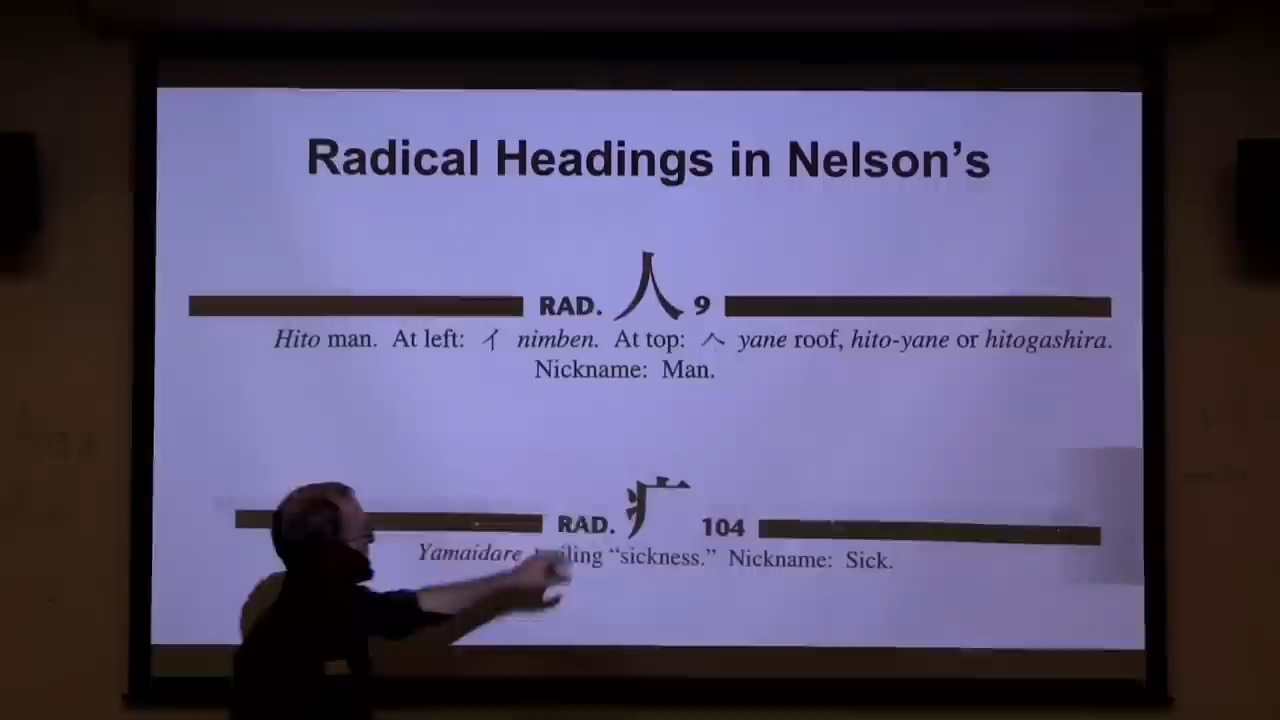 Radical Headings in Nelson's
RAD. 人 9
Hito man. At left:亻 nimben. At top: 𠆢 yane roof, hito-yane or hitogashira.
Nickname: Man.
RAD. 疒 104
Yamaidare "sickness." Nickname: Sick.